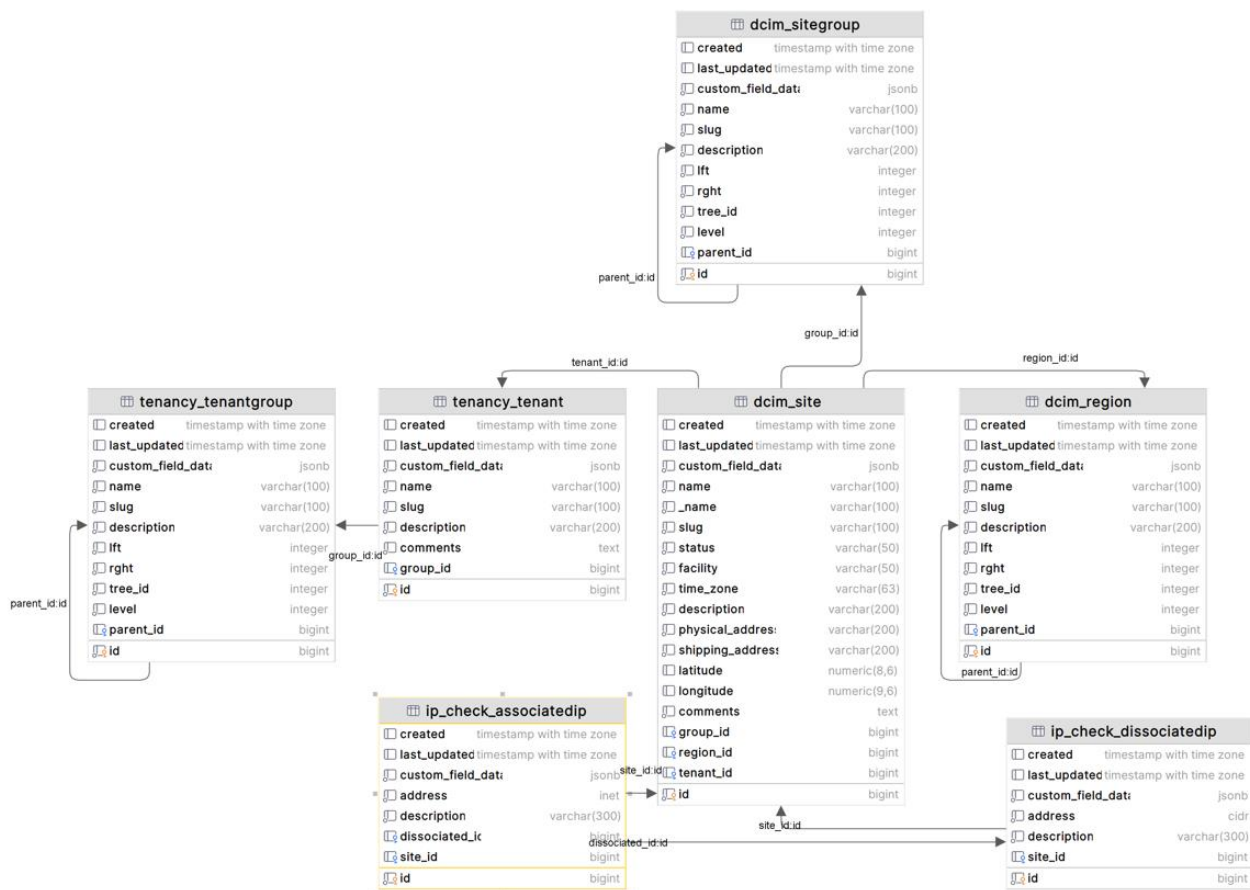 dcim_sitegroup
created timestamp with time zone
last_updated timestamp with time zone
custom_field_data jsonb
name varchar(100)
slug varchar(100)
description varchar(200)
lft integer
rght integer
tree_id integer
level integer
parent_id bigint
id bigint
parent_id:id
group_id:id
tenant_id:id
region_id:id
tenancy_tenantgroup
created timestamp with time zone
last_updated timestamp with time zone
custom_field_data jsonb
name varchar(100)
slug varchar(100)
description varchar(200)
lft integer
rght integer
tree_id integer
level integer
parent_id bigint
id bigint
parent_id:id
group_id:id
tenancy_tenant
created timestamp with time zone
last_updated timestamp with time zone
custom_field_data jsonb
name varchar(100)
slug varchar(100)
description varchar(200)
comments text
group_id bigint
id bigint
dcim_site
created timestamp with time zone
last_updated timestamp with time zone
custom_field_data jsonb
name varchar(100)
_name varchar(100)
slug varchar(100)
status varchar(50)
facility varchar(50)
time_zone varchar(63)
description varchar(200)
physical_address varchar(200)
shipping_address varchar(200)
latitude numeric(8,6)
longitude numeric(9,6)
comments text
group_id bigint
region_id bigint
tenant_id bigint
id bigint
dcim_region
created timestamp with time zone
last_updated timestamp with time zone
custom_field_data jsonb
name varchar(100)
slug varchar(100)
description varchar(200)
lft integer
rght integer
tree_id integer
level integer
parent_id bigint
id bigint
parent_id:id
ip_check_associatedip
created timestamp with time zone
last_updated timestamp with time zone
custom_field_data jsonb
address inet
description varchar(300)
dissociated_id bigint
site_id bigint
id bigint
site_id:id
site_id:id
dissociated_id:id
ip_check_dissociatedip
created timestamp with time zone
last_updated timestamp with time zone
custom_field_data jsonb
address cidr
description varchar(300)
site_id bigint
id bigint